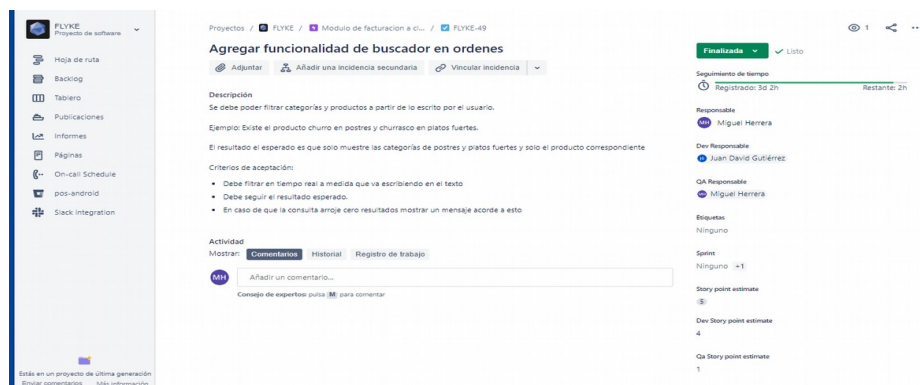 FLYKE
Proyecto de software
Hoja de ruta
Backlog
Tablero
Publicaciones
Informes
Páginas
On-call Schedule
pos-android
Slack Integration
Estás en un proyecto de última generación
Enviar comentarios Más información
Proyectos / FLYKE / Modulo de facturacion a cl... / FLYKE-49
Agregar funcionalidad de buscador en ordenes
Adjuntar Añadir una incidencia secundaria Vincular incidencia
Descripción
Se debe poder filtrar categorías y productos a partir de lo escrito por el usuario.
Ejemplo: Existe el producto churro en postres y churrasco en platos fuertes.
El resultado el esperado es que solo muestre las categorías de postres y platos fuertes y solo el producto correspondiente
Criterios de aceptación:
• Debe filtrar en tiempo real a medida que va escribiendo en el texto
• Debe seguir el resultado esperado.
• En caso de que la consulta arroje cero resultados mostrar un mensaje acorde a esto
Actividad
Mostrar: Comentarios Historial Registro de trabajo
MH Añadir un comentario...
Consejo de expertos: pulsa M para comentar
1
Finalizada Listo
Seguimiento de tiempo
Registrado: 3d 2h Restante: 2h
Responsable
MH Miguel Herrera
Dev Responsable
Juan David Gutiérrez
QA Responsable
MH Miguel Herrera
Etiquetas
Ninguno
Sprint
Ninguno +1
Story point estimate
5
Dev Story point estimate
4
Qa Story point estimate
1